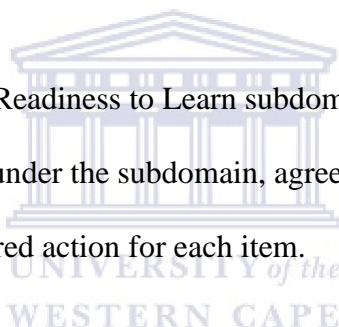 Readiness to Learn subdom
under the subdomain, agree
red action for each item.
UNIVERSITY of the
WESTERN CAPE